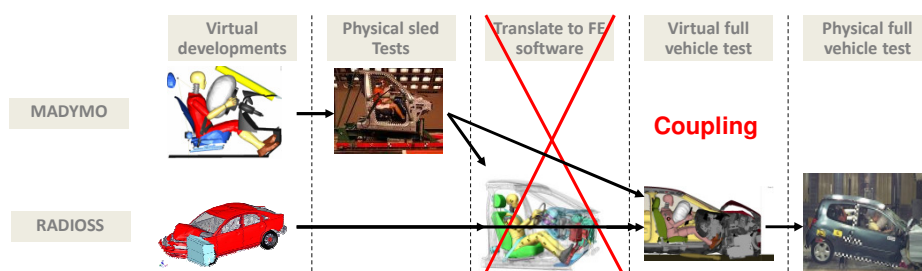 Virtual
developments
Physical sled
Tests
Translate to FE
software
Virtual full
vehicle test
Physical full
vehicle test
MADYMO
Coupling
RADIOSS